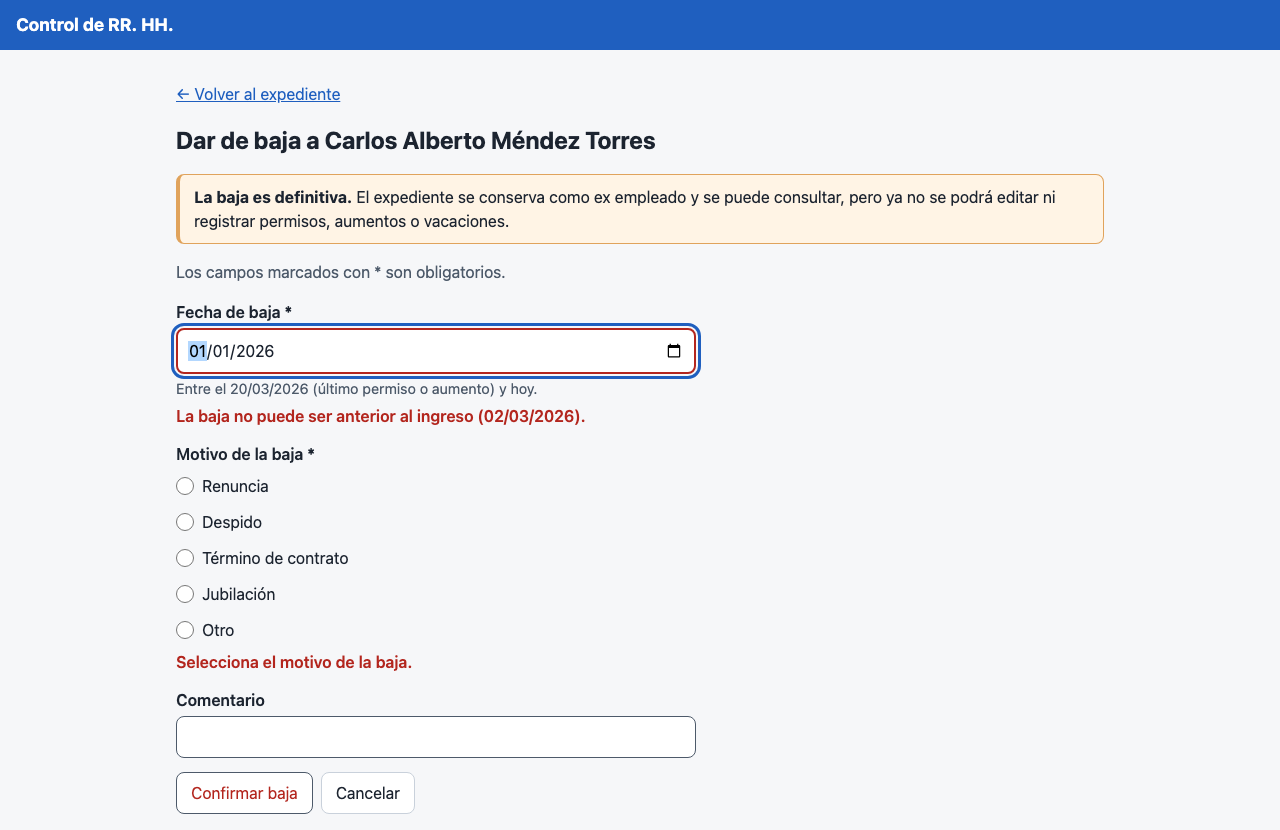 Control de RR. HH.
← Volver al expediente
Dar de baja a Carlos Alberto Méndez Torres
La baja es definitiva. El expediente se conserva como ex empleado y se puede consultar, pero ya no se podrá editar ni
registrar permisos, aumentos o vacaciones.
Los campos marcados con * son obligatorios.
Fecha de baja *
01/01/2026
Entre el 20/03/2026 (último permiso o aumento) y hoy.
La baja no puede ser anterior al ingreso (02/03/2026).
Motivo de la baja *
Renuncia
Despido
Término de contrato
Jubilación
Otro
Selecciona el motivo de la baja.
Comentario
Confirmar baja
Cancelar